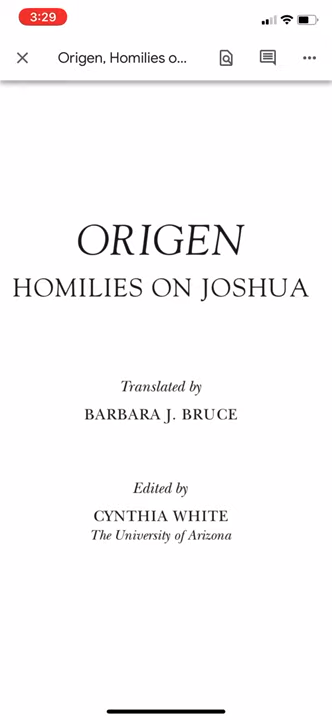 3:29
Origen, Homilies o...
ORIGEN
HOMILIES ON JOSHUA
Translated by
BARBARA J. BRUCE
Edited by
CYNTHIA WHITE
The University of Arizona